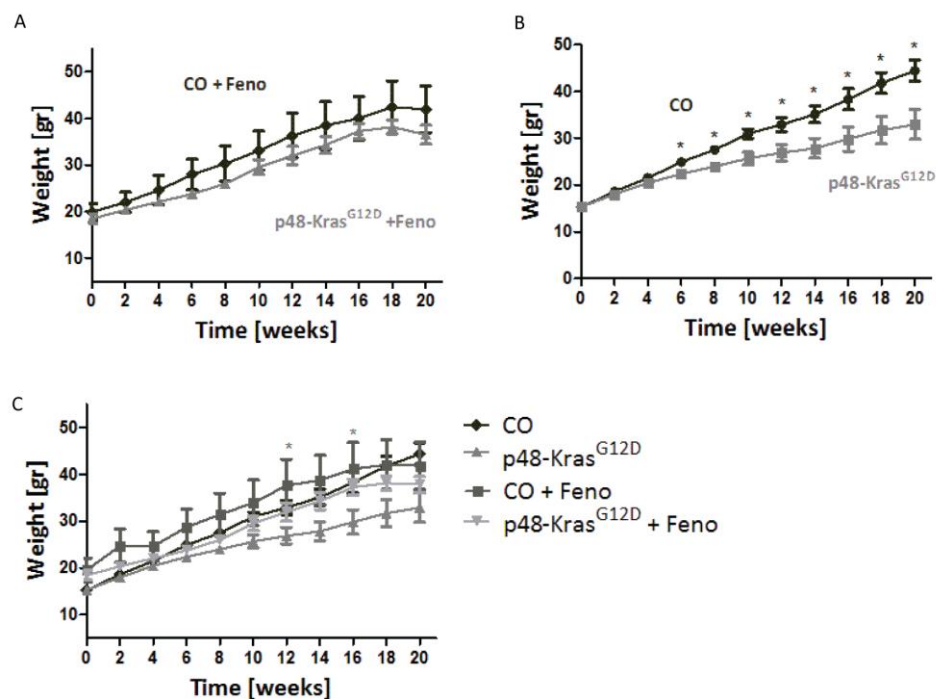 A
Weight [gr]
50
40
30
20
10
CO + Feno
p48-Kras^G12D +Feno
0 2 4 6 8 10 12 14 16 18 20
Time [weeks]
B
Weight [gr]
50
40
30
20
10
0
CO
* * * * * * * *
p48-Kras^G12D
0 2 4 6 8 10 12 14 16 18 20
Time [weeks]
C
Weight [gr]
50
40
30
20
10
* *
0 2 4 6 8 10 12 14 16 18 20
Time [weeks]
CO
p48-Kras^G12D
CO + Feno
p48-Kras^G12D + Feno